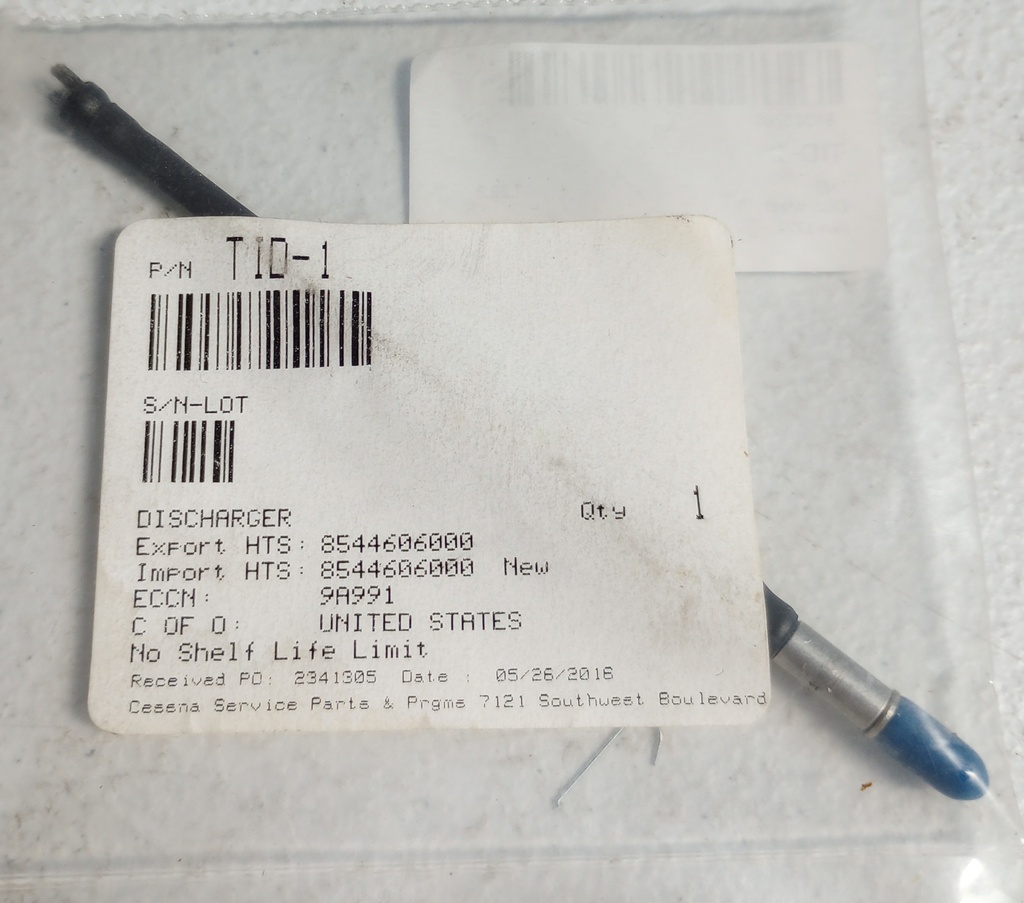 P/N TID-1
S/N-LOT
DISCHARGER Qty 1
Export HTS: 8544606000
Import HTS: 8544606000 New
ECCN: 9A991
C OF O: UNITED STATES
No Shelf Life Limit
Received PO: 2341305 Date : 05/26/2016
Cessna Service Parts & Prgms 7121 Southwest Boulevard